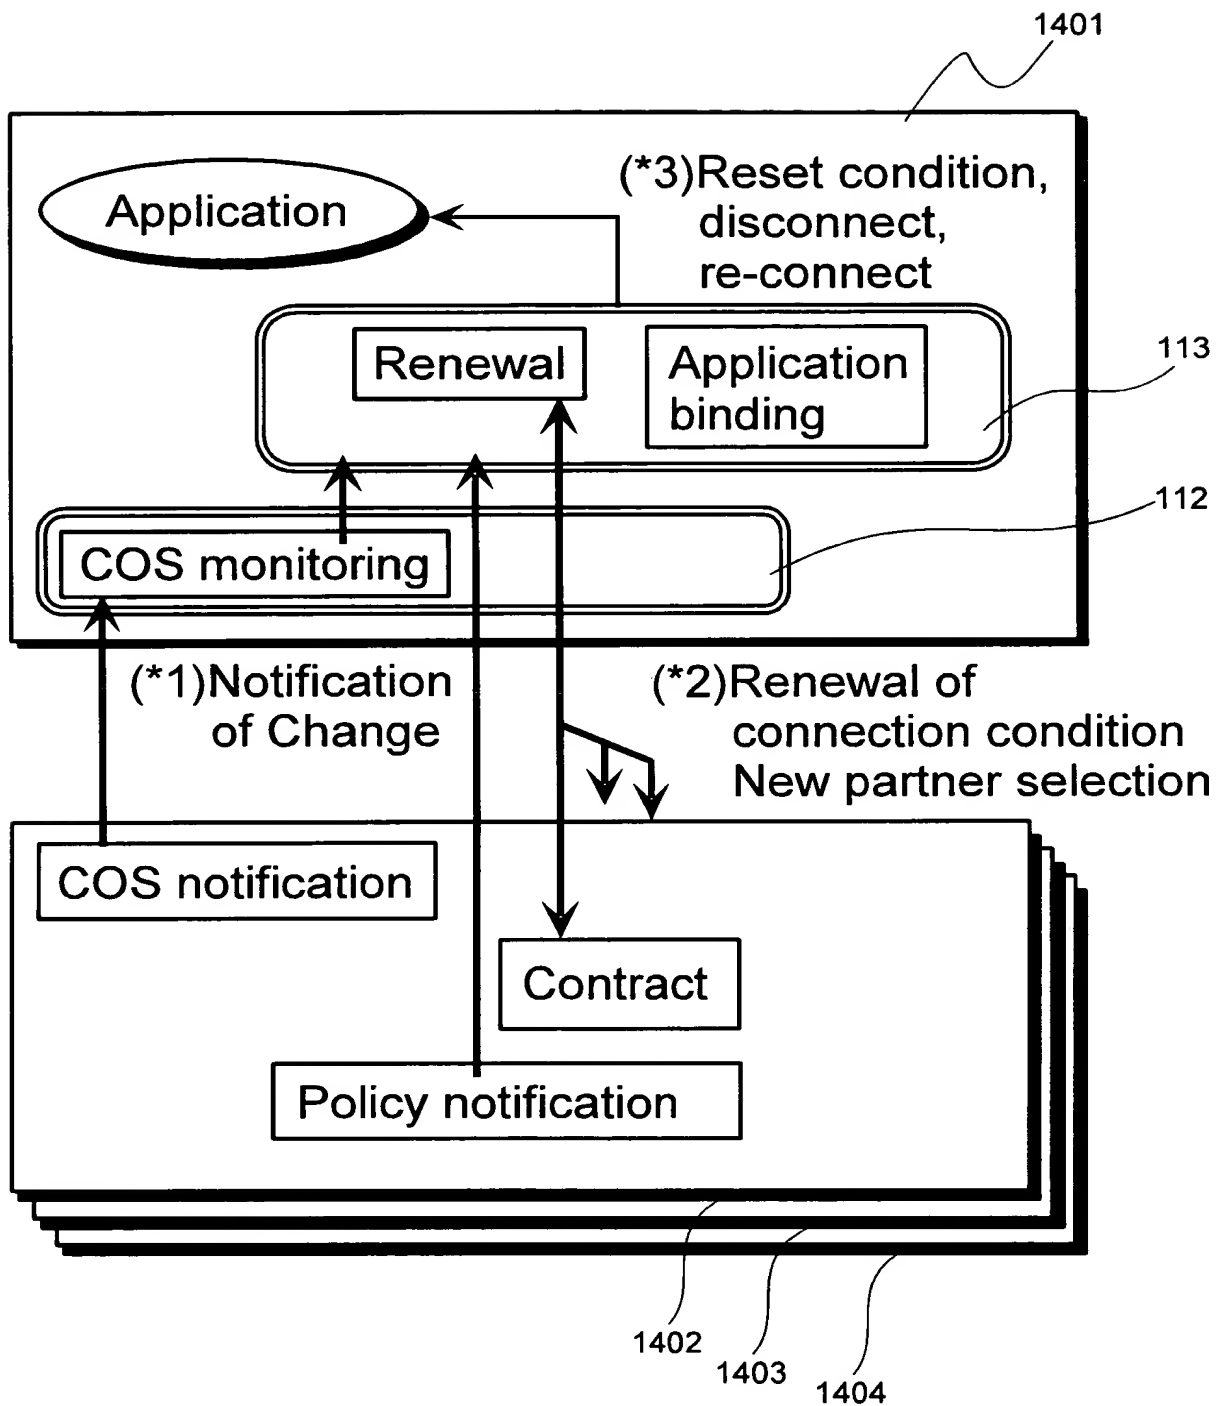 1401
(*3)Reset condition,
disconnect,
re-connect
Application
Renewal
Application
binding
113
112
COS monitoring
(*1)Notification
of Change
(*2)Renewal of
connection condition
New partner selection
COS notification
Contract
Policy notification
1402
1403
1404